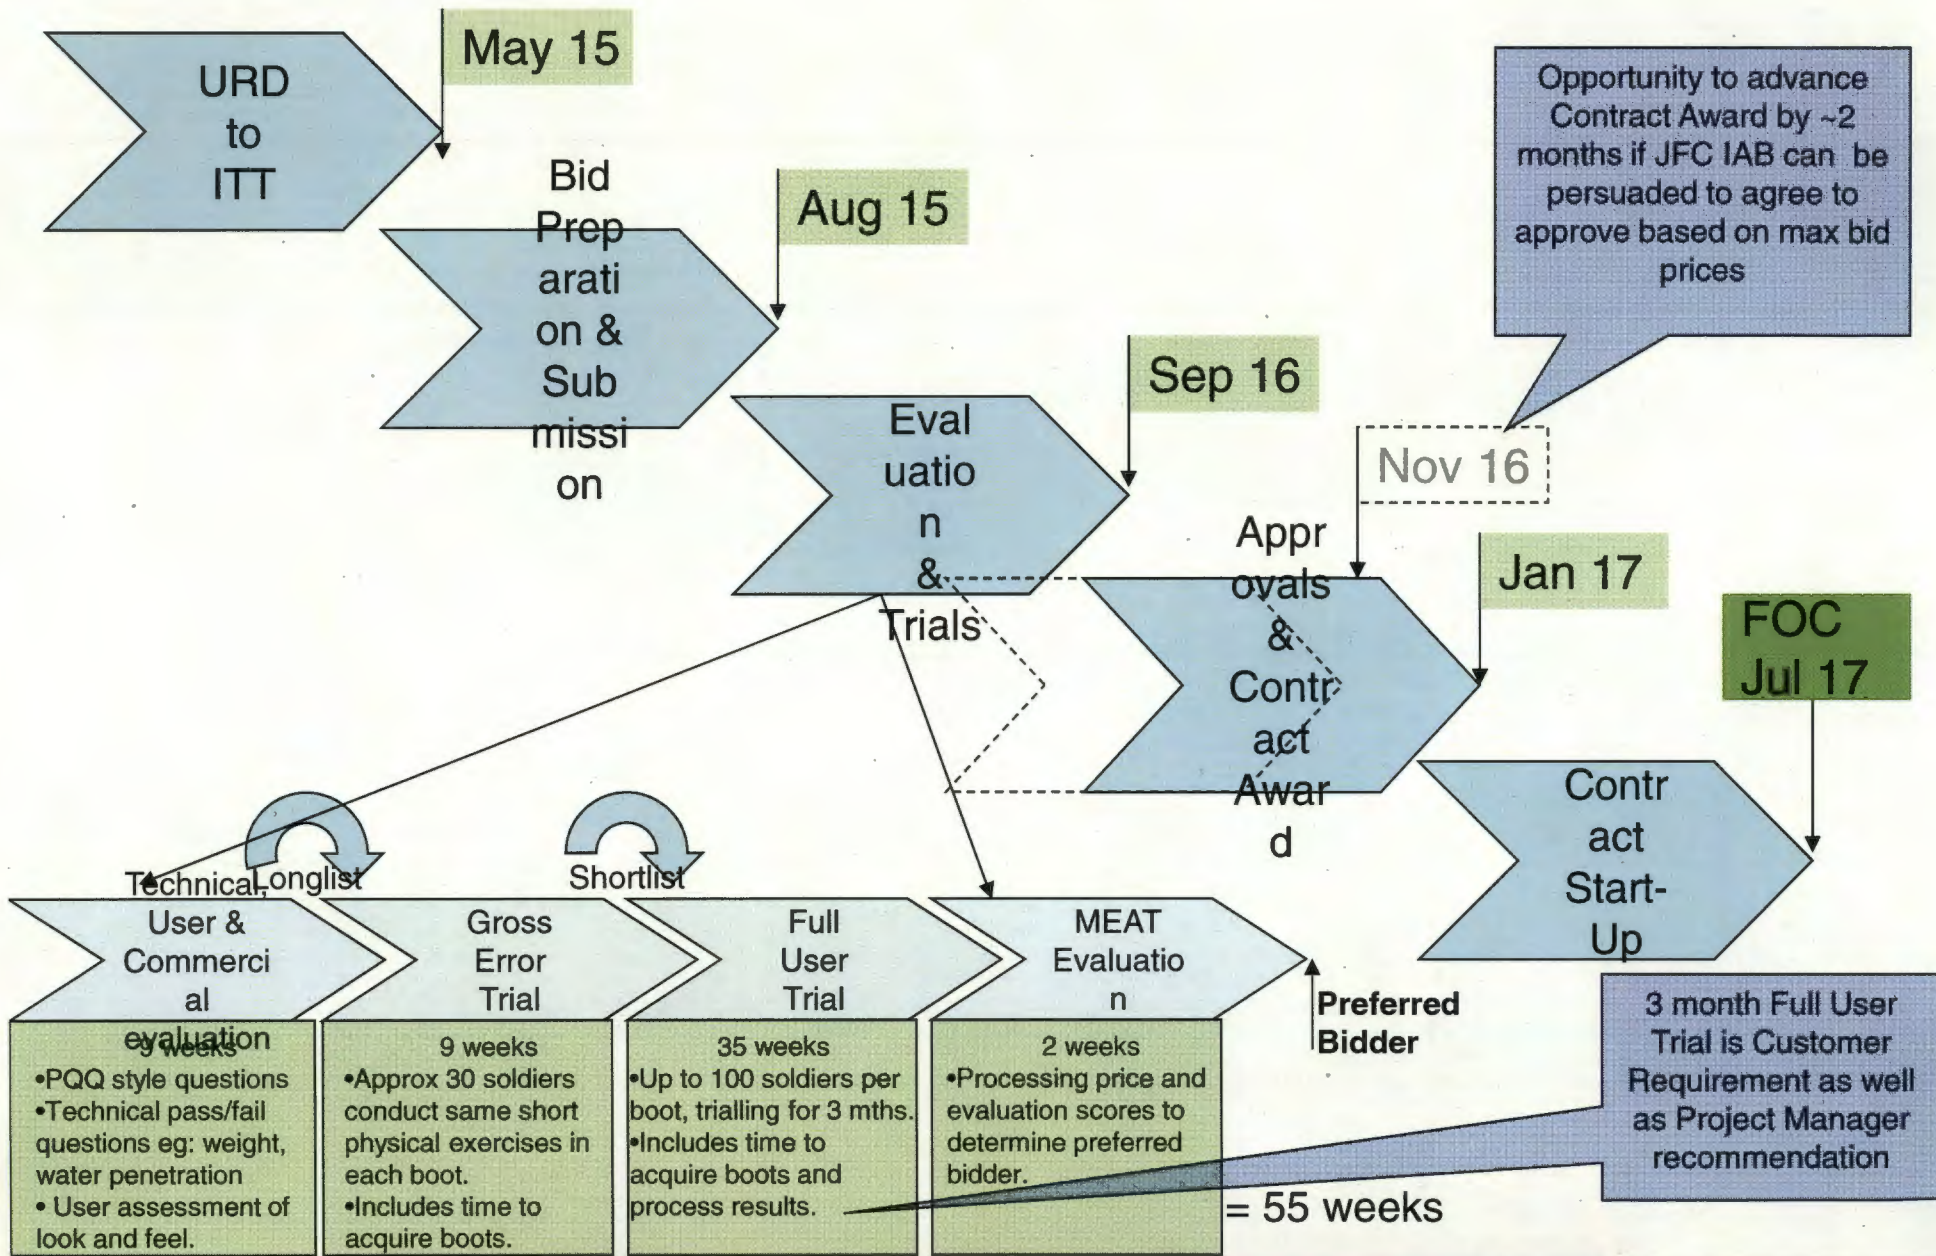 URD
to
ITT
May 15
Bid
Prep
arati
on &
Sub
missi
on
Aug 15
Eval
uatio
n
&
Trials
Sep 16
Opportunity to advance
Contract Award by ~2
months if JFC IAB can be
persuaded to agree to
approve based on max bid
prices
Nov 16
Appr
ovals
&
Contr
act
Awar
d
Jan 17
Contr
act
Start-
Up
FOC
Jul 17
Longlist
Shortlist
Technical,
User &
Commerci
al
evaluation
9 weeks
•PQQ style questions
•Technical pass/fail
questions eg: weight,
water penetration
• User assessment of
look and feel.
Gross
Error
Trial
9 weeks
•Approx 30 soldiers
conduct same short
physical exercises in
each boot.
•Includes time to
acquire boots.
Full
User
Trial
35 weeks
•Up to 100 soldiers per
boot, trialling for 3 mths.
•Includes time to
acquire boots and
process results.
MEAT
Evaluatio
n
2 weeks
•Processing price and
evaluation scores to
determine preferred
bidder.
Preferred
Bidder
= 55 weeks
3 month Full User
Trial is Customer
Requirement as well
as Project Manager
recommendation